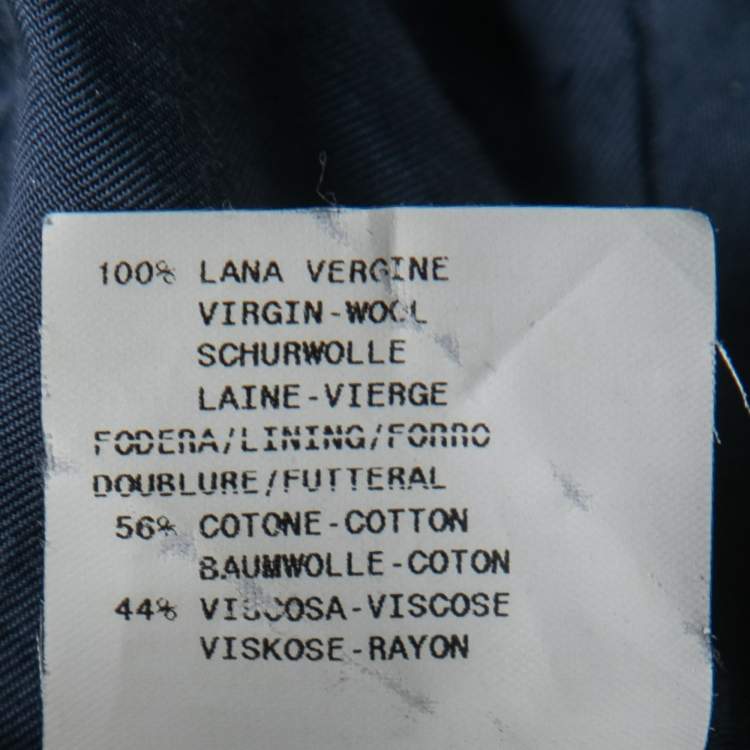 100% LANA VERGINE
VIRGIN-WOOL
SCHURWOLLE
LAINE-VIERGE
FODERA/LINING/FORRO
DOUBLURE/FUTTERAL
56% COTONE-COTTON
BAUMWOLLE-COTON
44% VISCOSA-VISCOSE
VISKOSE-RAYON